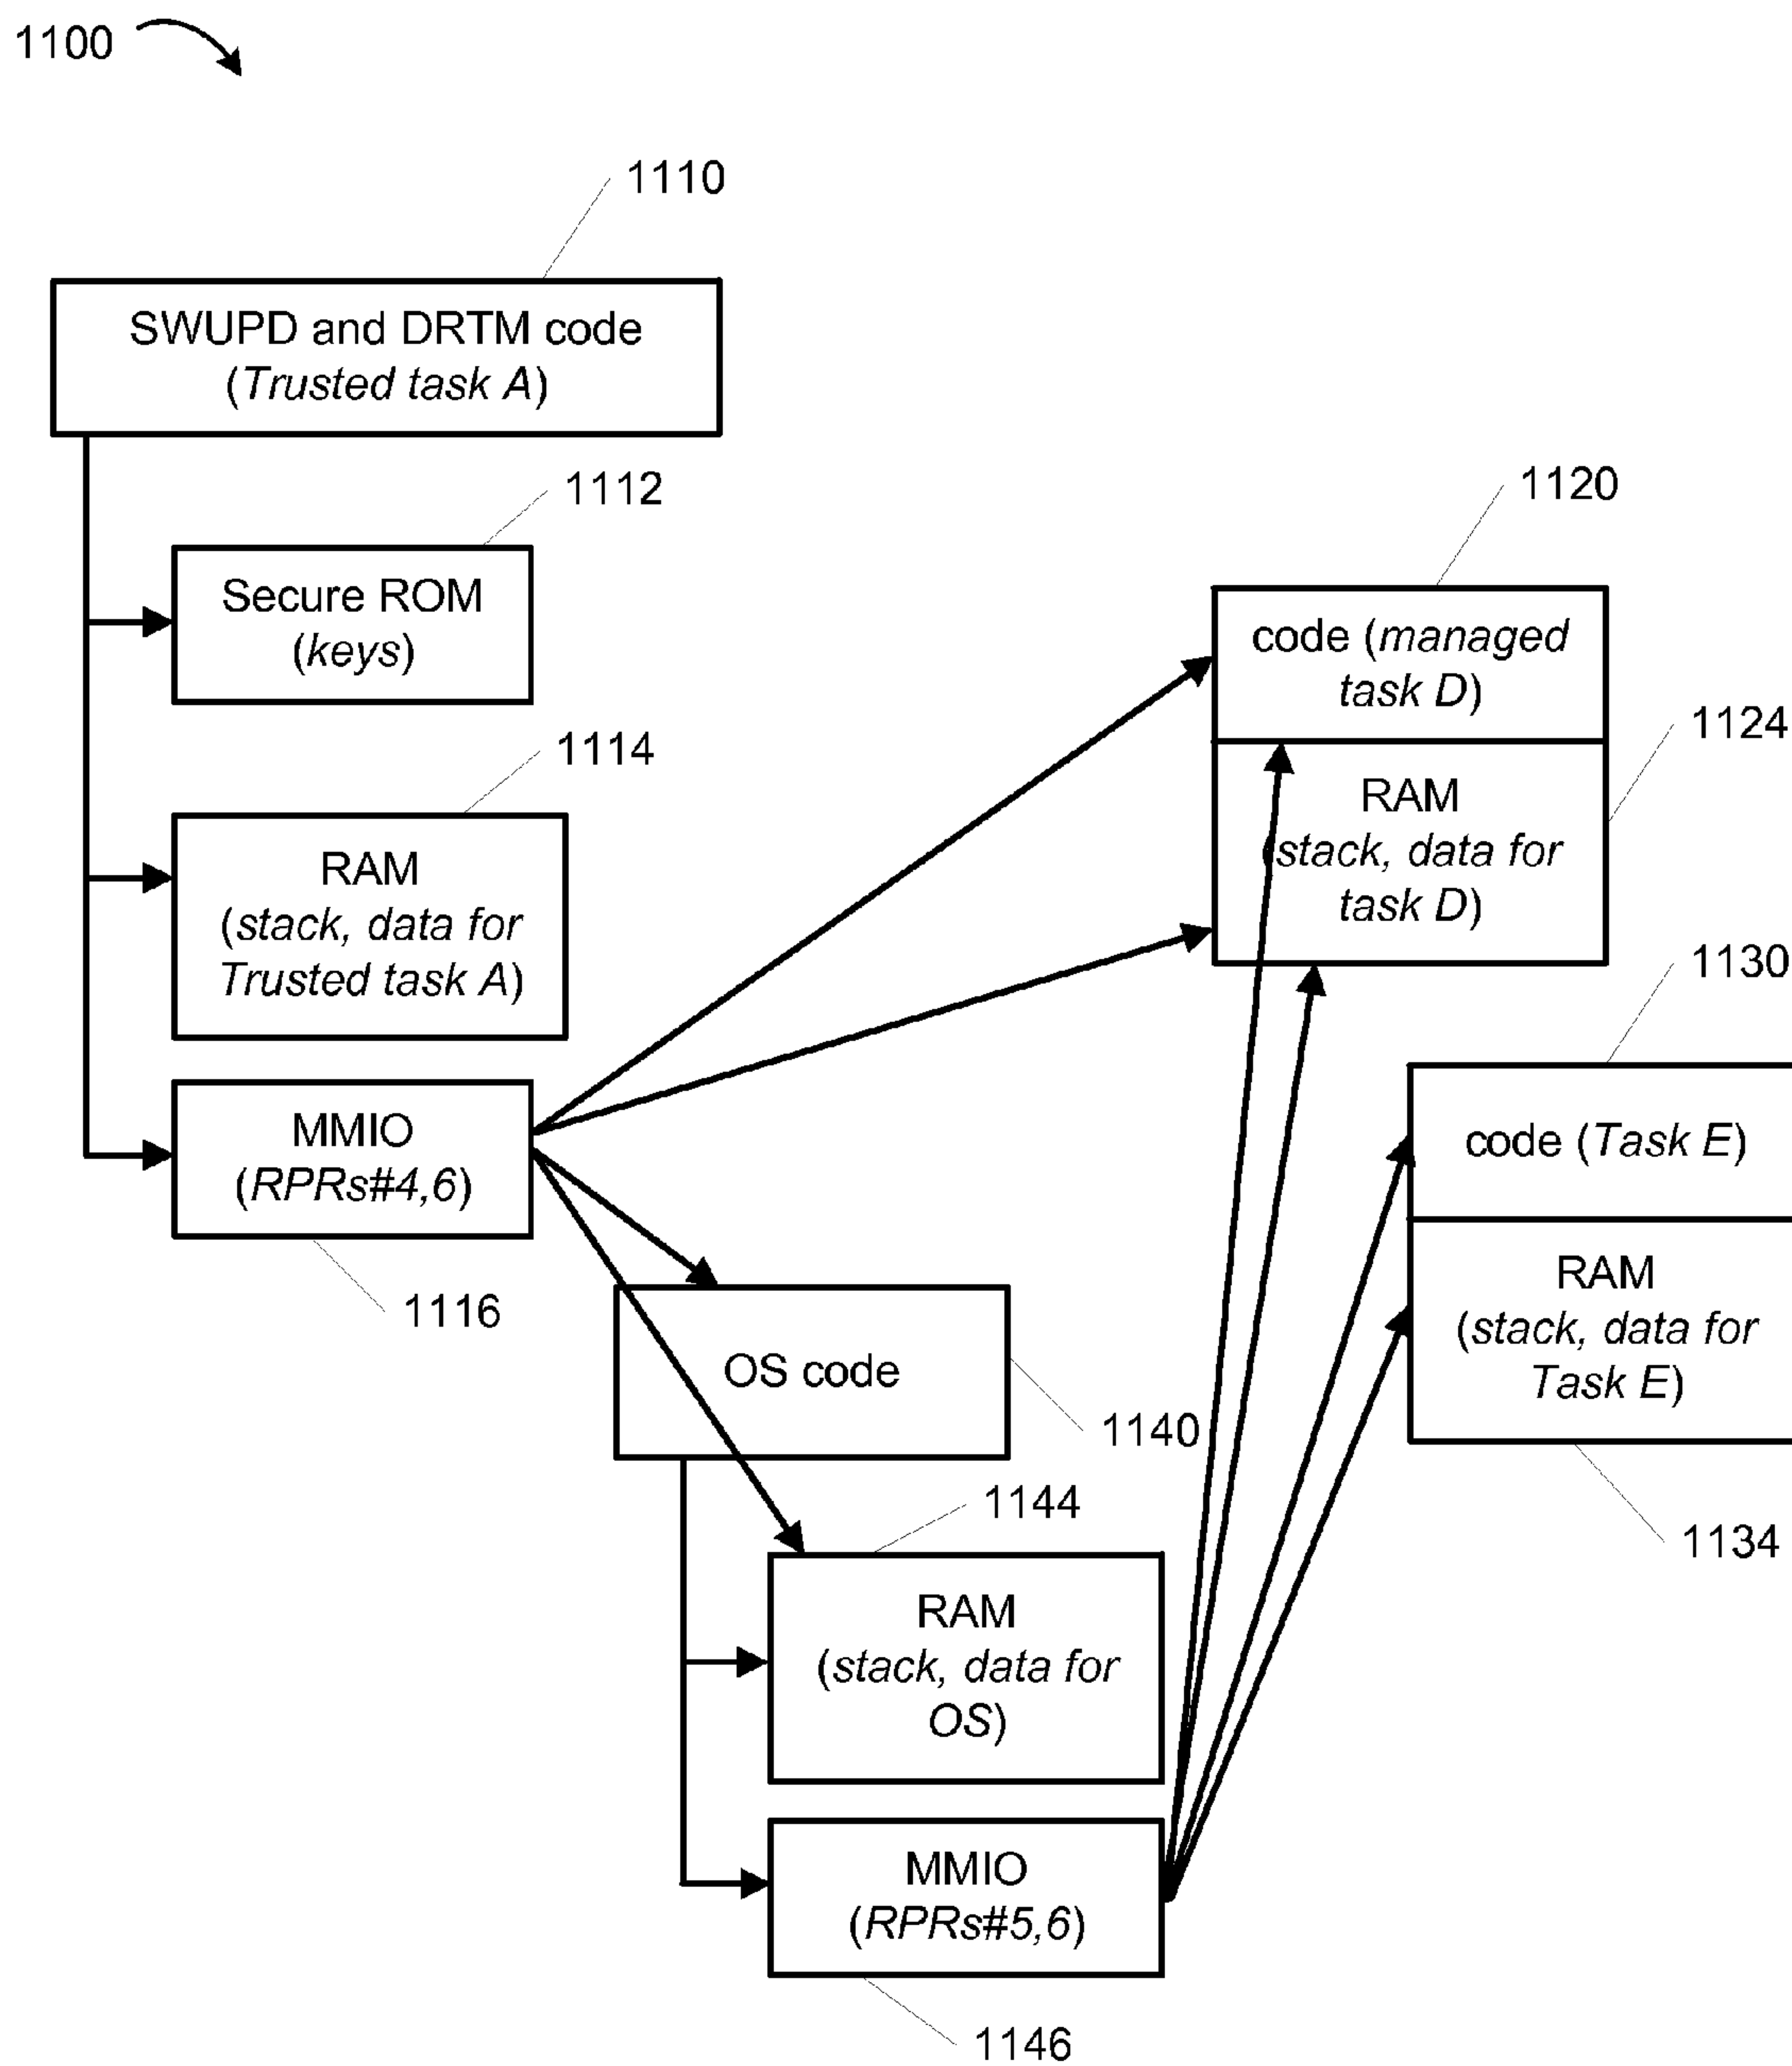 1100
1110
SWUPD and DRTM code
(Trusted task A)
1112
Secure ROM
(keys)
1114
RAM
(stack, data for
Trusted task A)
MMIO
(RPRs#4,6)
1116
1120
code (managed
task D)
1124
RAM
(stack, data for
task D)
1130
code (Task E)
RAM
(stack, data for
Task E)
1134
OS code
1140
1144
RAM
(stack, data for
OS)
MMIO
(RPRs#5,6)
1146